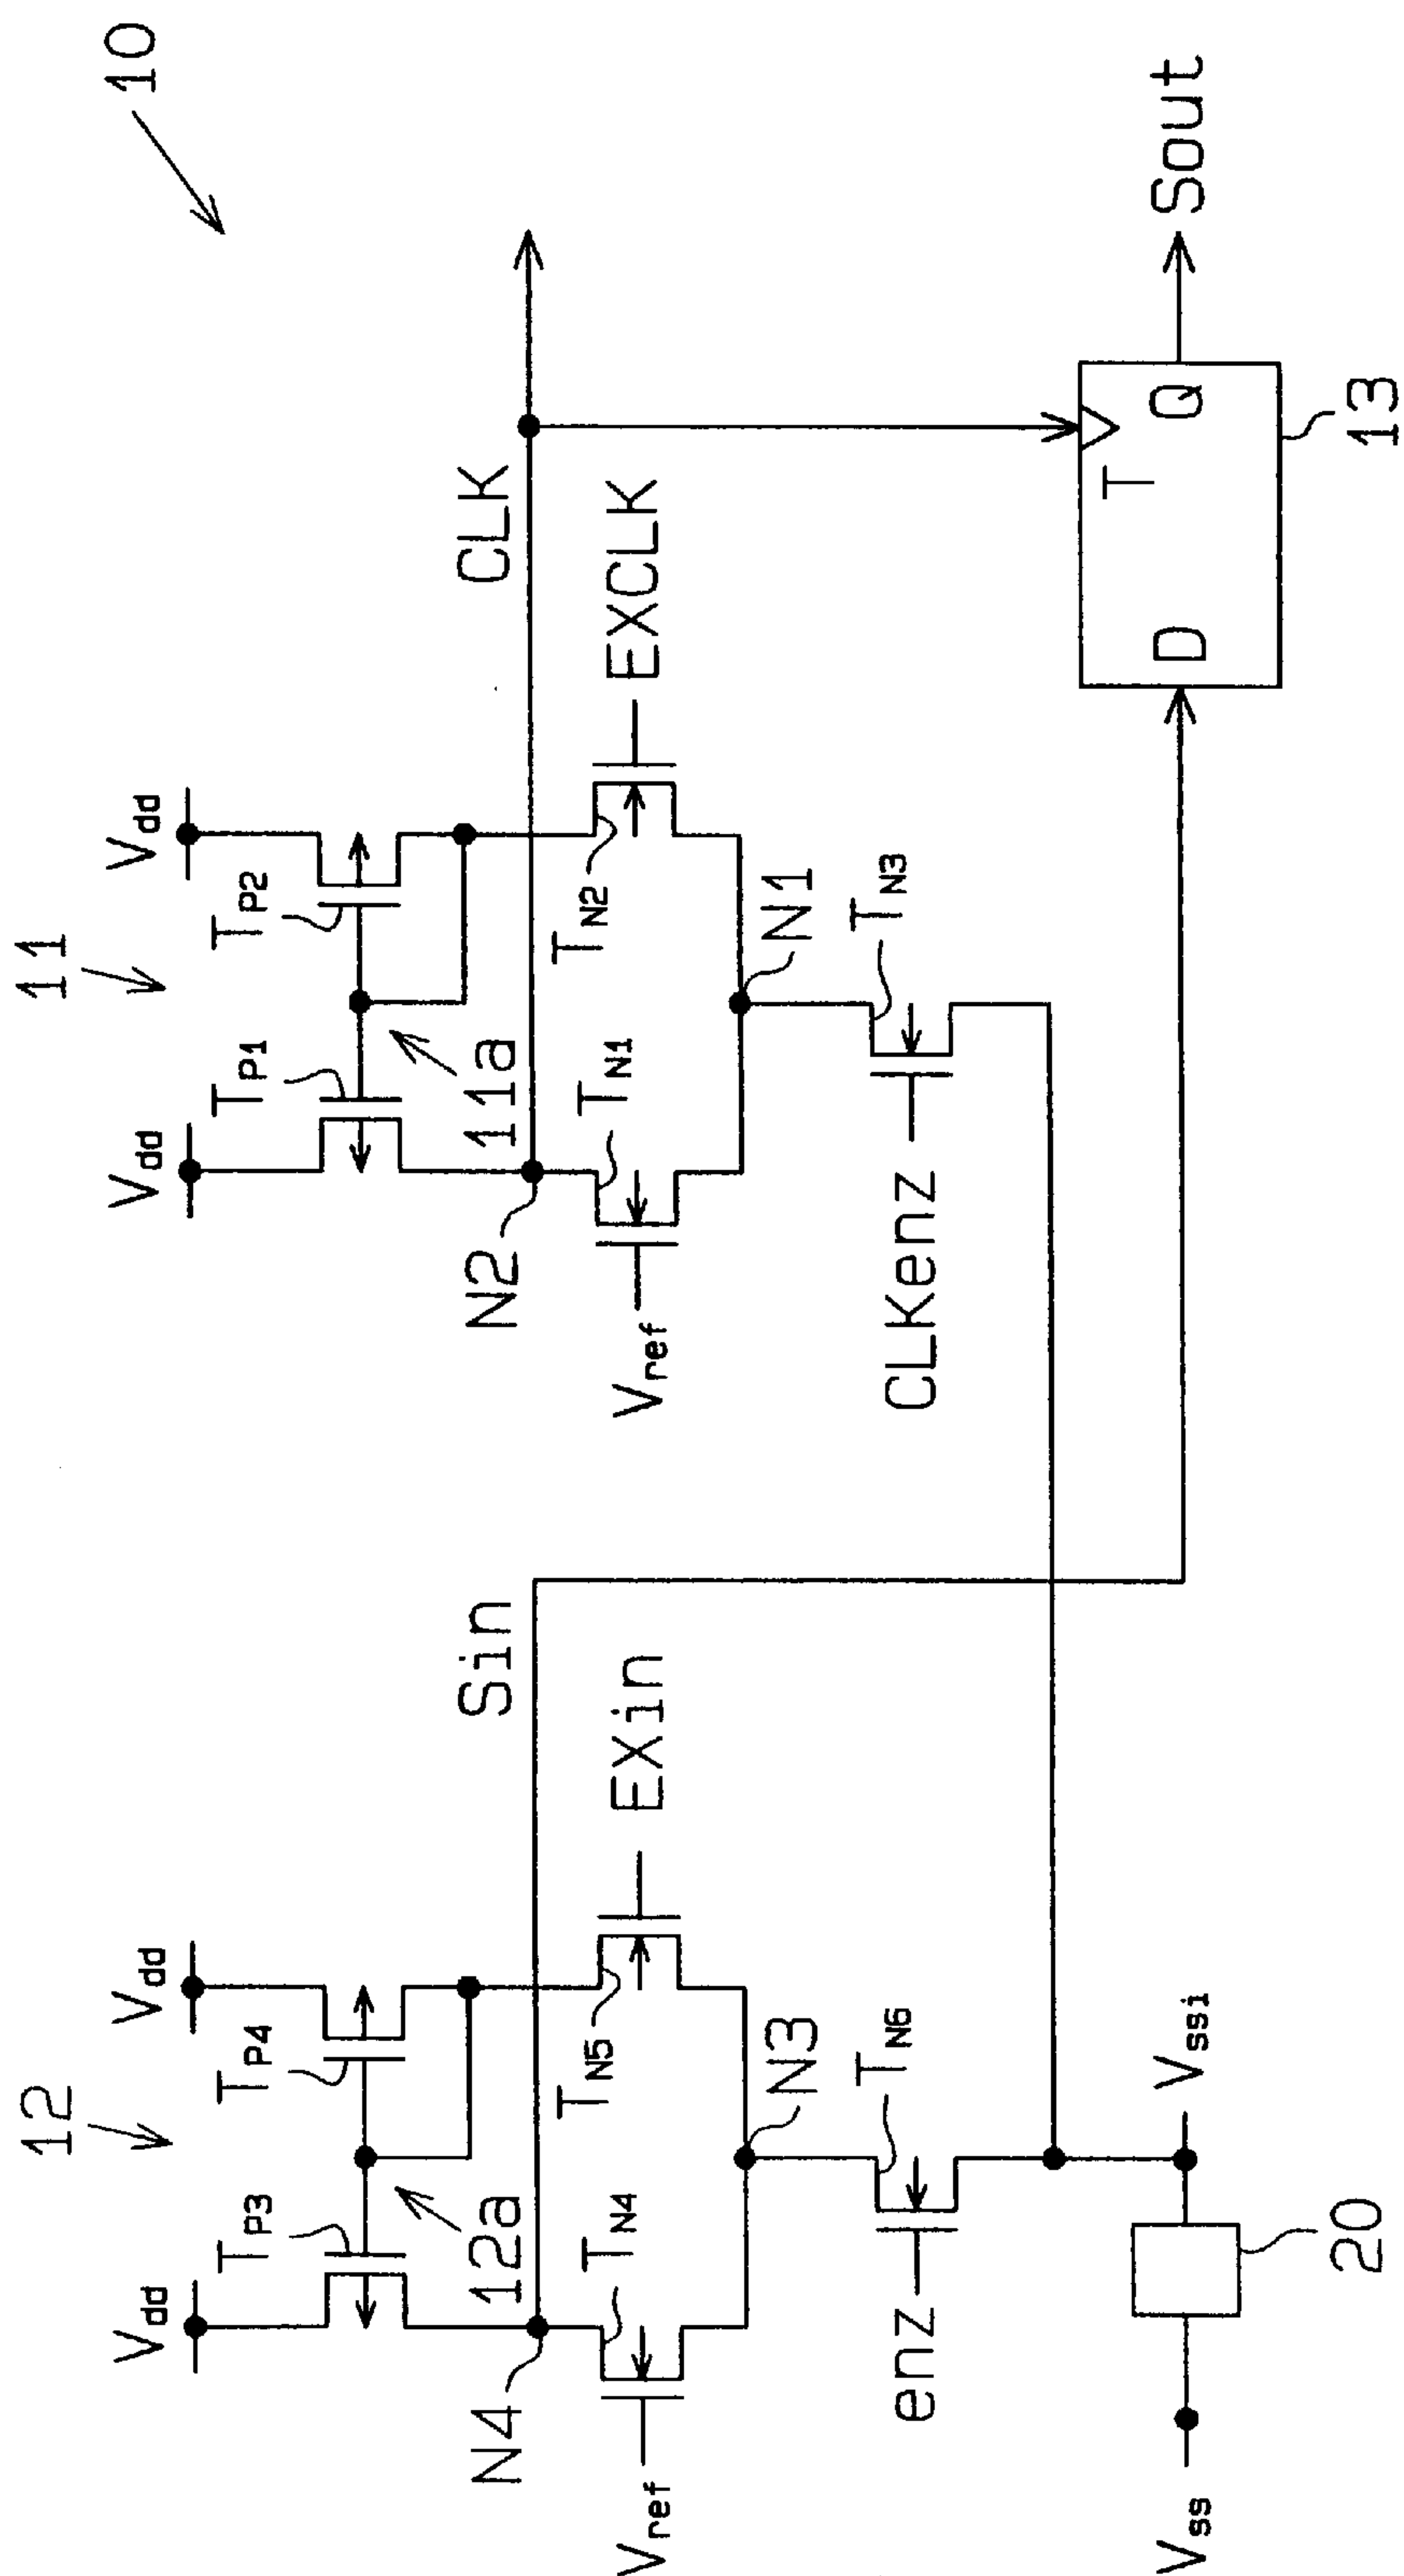 10
12
11
Vdd
Vdd
Vdd
Vdd
TP3
TP4
TP1
TP2
12a
11a
N4
Sin
N2
CLK
TN4
TN5
TN1
TN2
Vref
EXin
Vref
EXCLK
N3
N1
enz
TN6
CLKenz
TN3
Vss
20
Vssi
D
T
Q
Sout
13